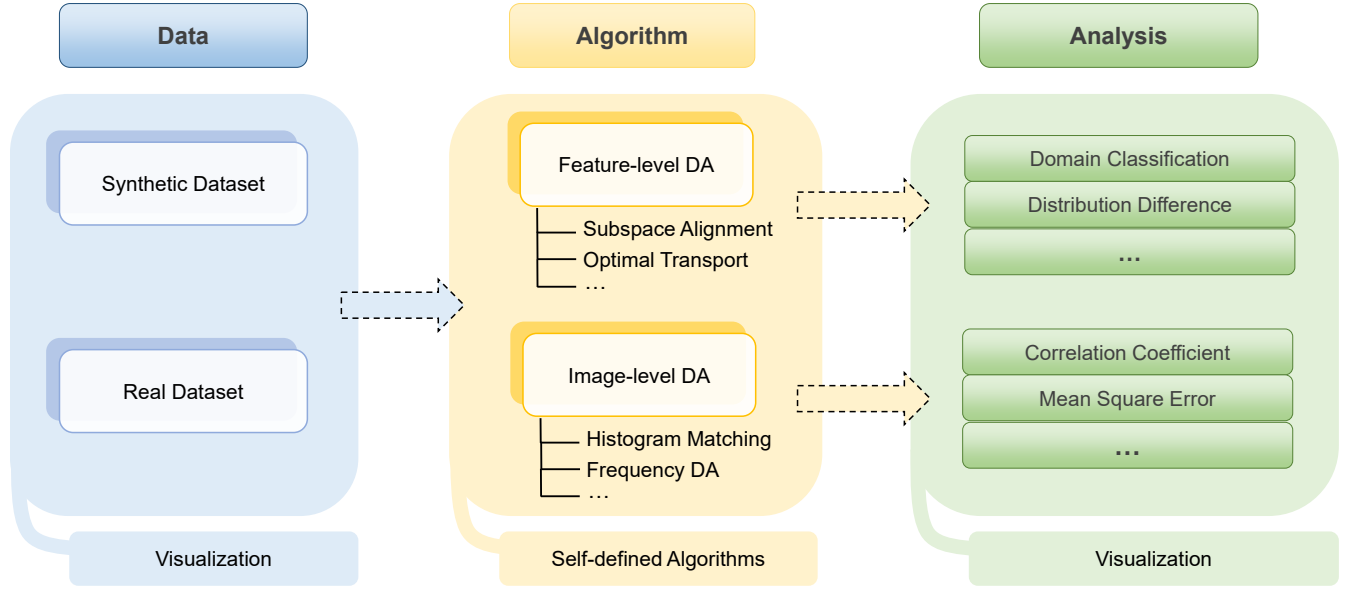 Data
Synthetic Dataset
Real Dataset
Visualization
Algorithm
Feature-level DA
Subspace Alignment
Optimal Transport
…
Image-level DA
Histogram Matching
Frequency DA
…
Self-defined Algorithms
Analysis
Domain Classification
Distribution Difference
…
Correlation Coefficient
Mean Square Error
…
Visualization